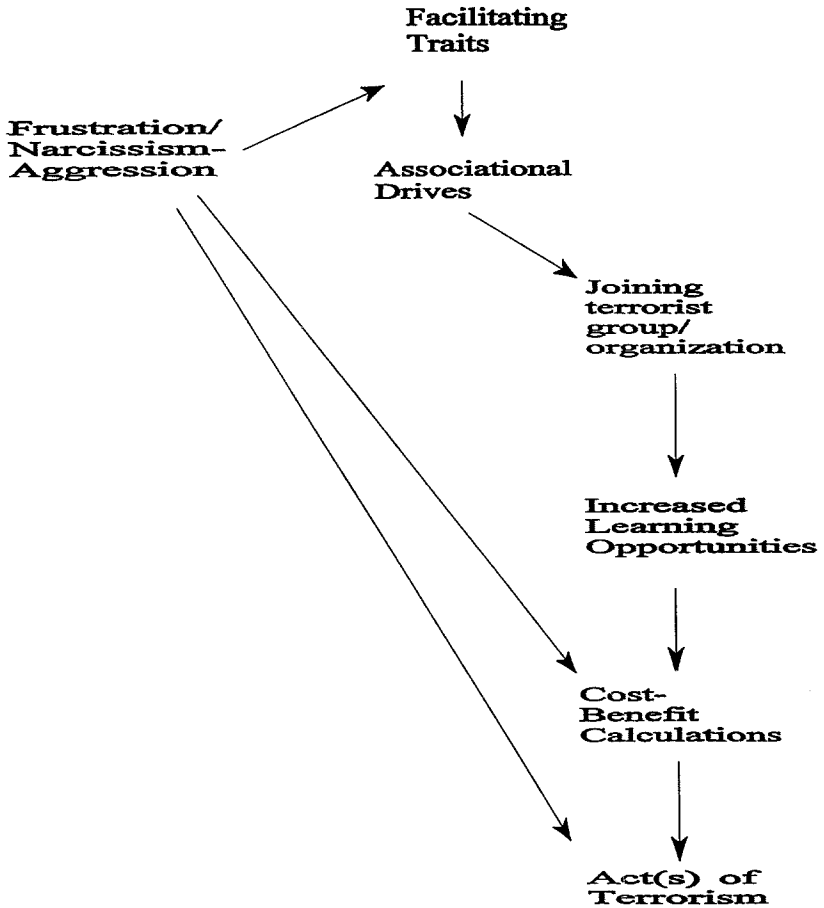 Facilitating
Traits
Frustration/
Narcissism-
Aggression
Associational
Drives
Joining
terrorist
group/
organization
Increased
Learning
Opportunities
Cost-
Benefit
Calculations
Act(s) of
Terrorism